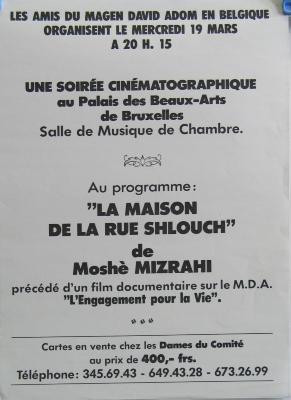 LES AMIS DU MAGEN DAVID ADOM EN BELGIQUE
ORGANISENT LE MERCREDI 19 MARS
A 20 H. 15
UNE SOIRÉE CINÉMATOGRAPHIQUE
au Palais des Beaux-Arts
de Bruxelles
Salle de Musique de Chambre.
Au programme:
"LA MAISON
DE LA RUE SHLOUCH"
de
Moshè MIZRAHI
précédé d'un film documentaire sur le M.D.A.
"L'Engagement pour la Vie".
* * *
Cartes en vente chez les Dames du Comité
au prix de 400,- frs.
Téléphone: 345.69.43 - 649.43.28 - 673.26.99